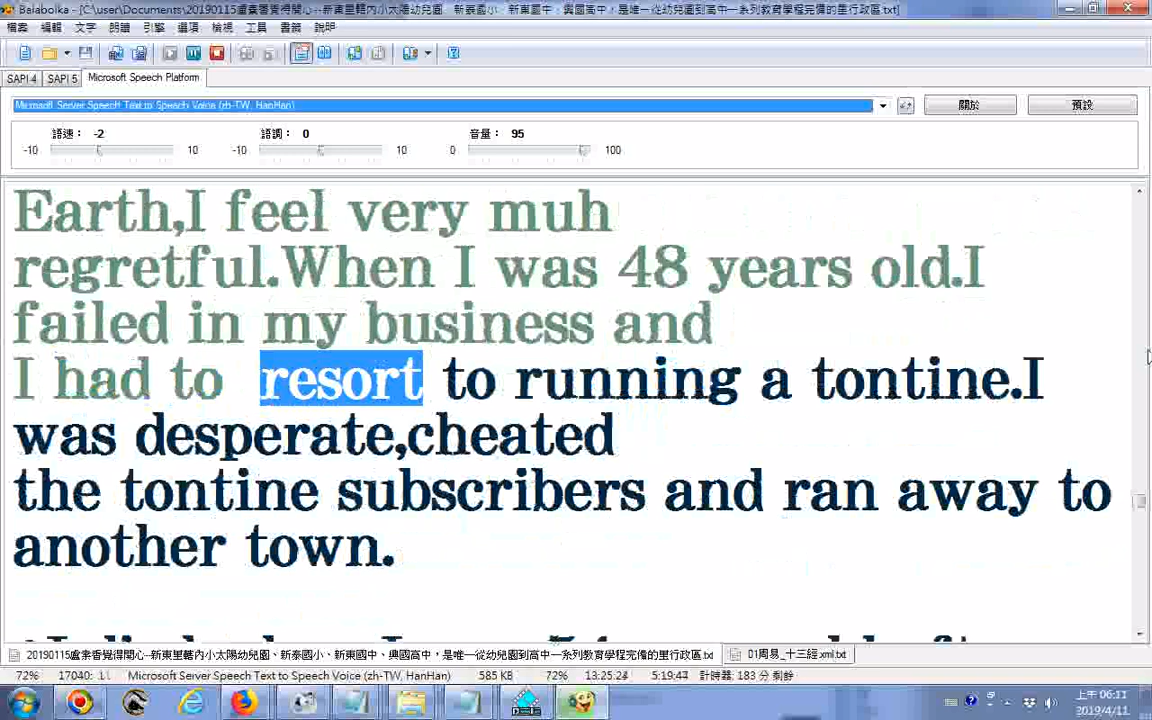 Balabolka - [C:\user\Documents\20190115盧素香覺得開心--新東里轄內小太陽幼兒園、新泰國小、新東國中、興國高中，是唯一從幼兒園到高中一系列教育學程完備的里行政區.txt]
檔案 編輯 文字 朗讀 引擎 選項 檢視 工具 書籤 說明
SAPI 4 SAPI 5 Microsoft Speech Platform
Microsoft Server Speech Text to Speech Voice (zh-TW, HanHan) 關於 預設
語速： -2 語調： 0 音量： 95
-10 10 -10 10 0 100
Earth,I feel very muh
regretful.When I was 48 years old.I
failed in my business and
I had to resort to running a tontine.I
was desperate,cheated
the tontine subscribers and ran away to
another town.
20190115盧素香覺得開心--新東里轄內小太陽幼兒園、新泰國小、新東國中、興國高中，是唯一從幼兒園到高中一系列教育學程完備的里行政區.txt 01周易_十三經.xml.txt
72% 17040: 11 Microsoft Server Speech Text to Speech Voice (zh-TW, HanHan) 585 KB 72% 13:25:24 5:19:43 計時器: 183 分 剩餘
上午 06:11
2019/4/11